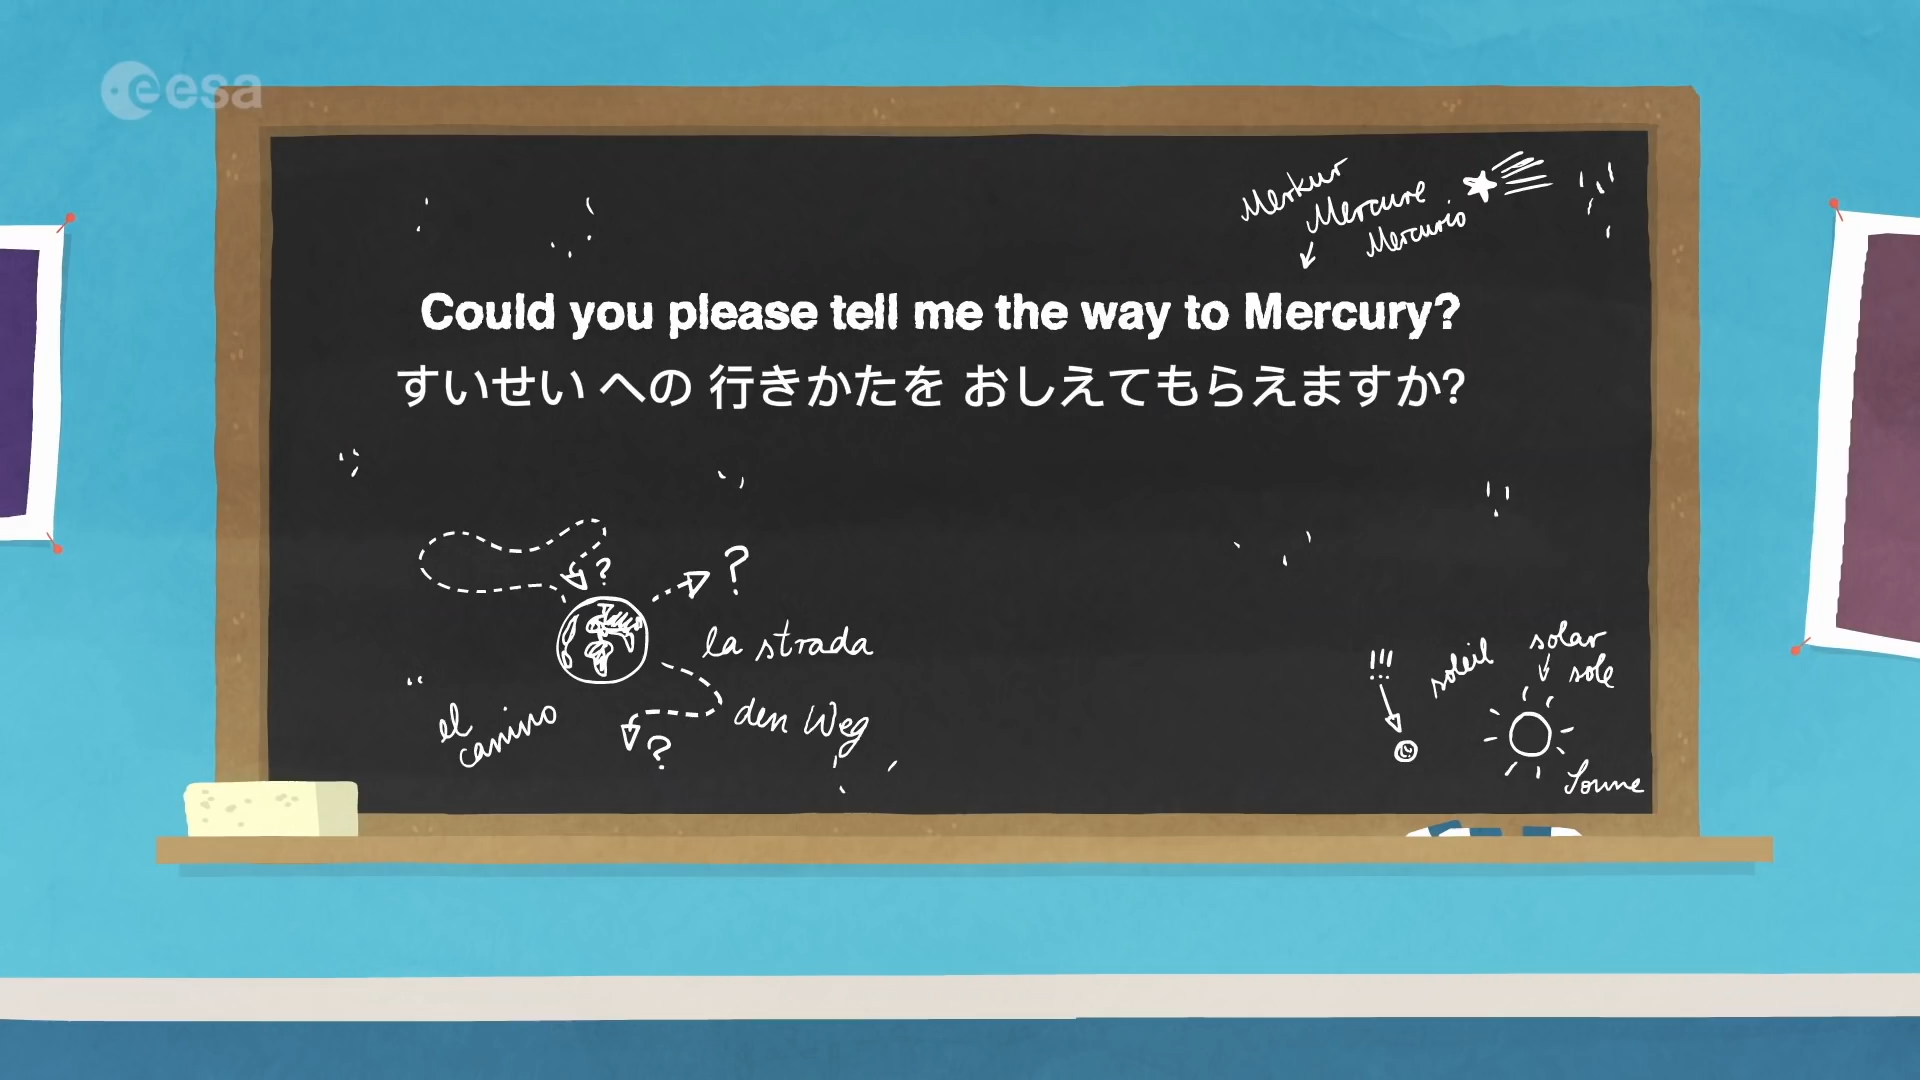 eesa
Merkur
Mercure
Mercurio
Could you please tell me the way to Mercury?
すいせい への 行きかたを おしえてもらえますか?
?
?
la strada
!!!
soleil
solar
sole
el
camino
den Weg
?
Sonne